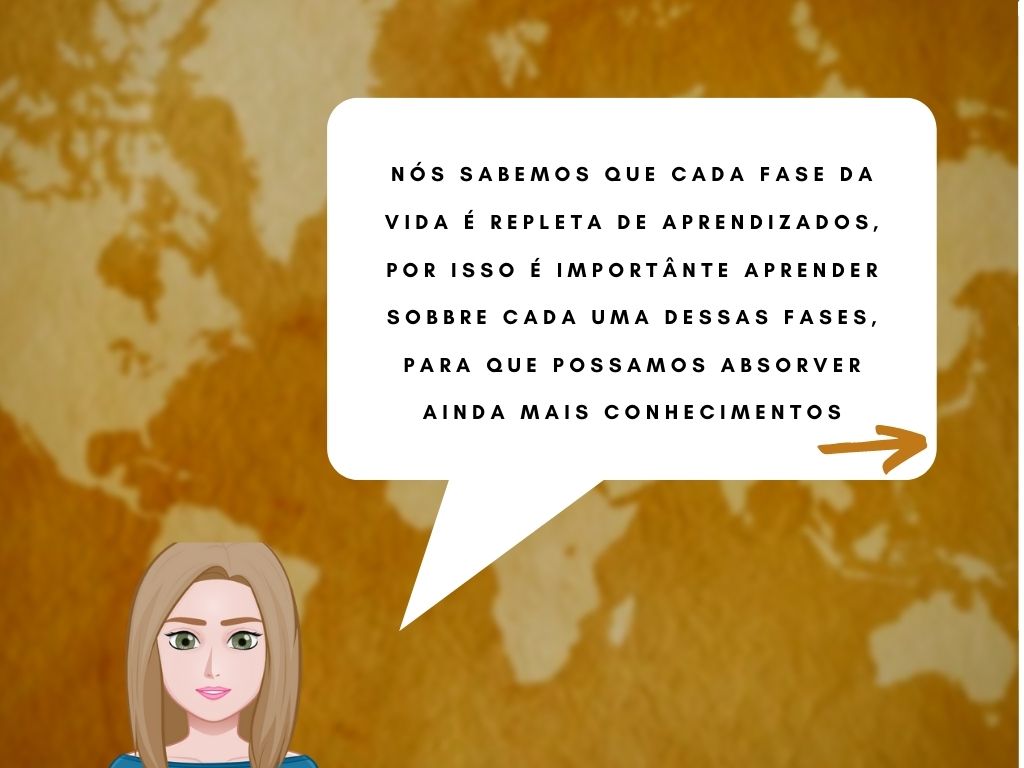 NÓS SABEMOS QUE CADA FASE DA
VIDA É REPLETA DE APRENDIZADOS,
POR ISSO É IMPORTÂNTE APRENDER
SOBBRE CADA UMA DESSAS FASES,
PARA QUE POSSAMOS ABSORVER
AINDA MAIS CONHECIMENTOS